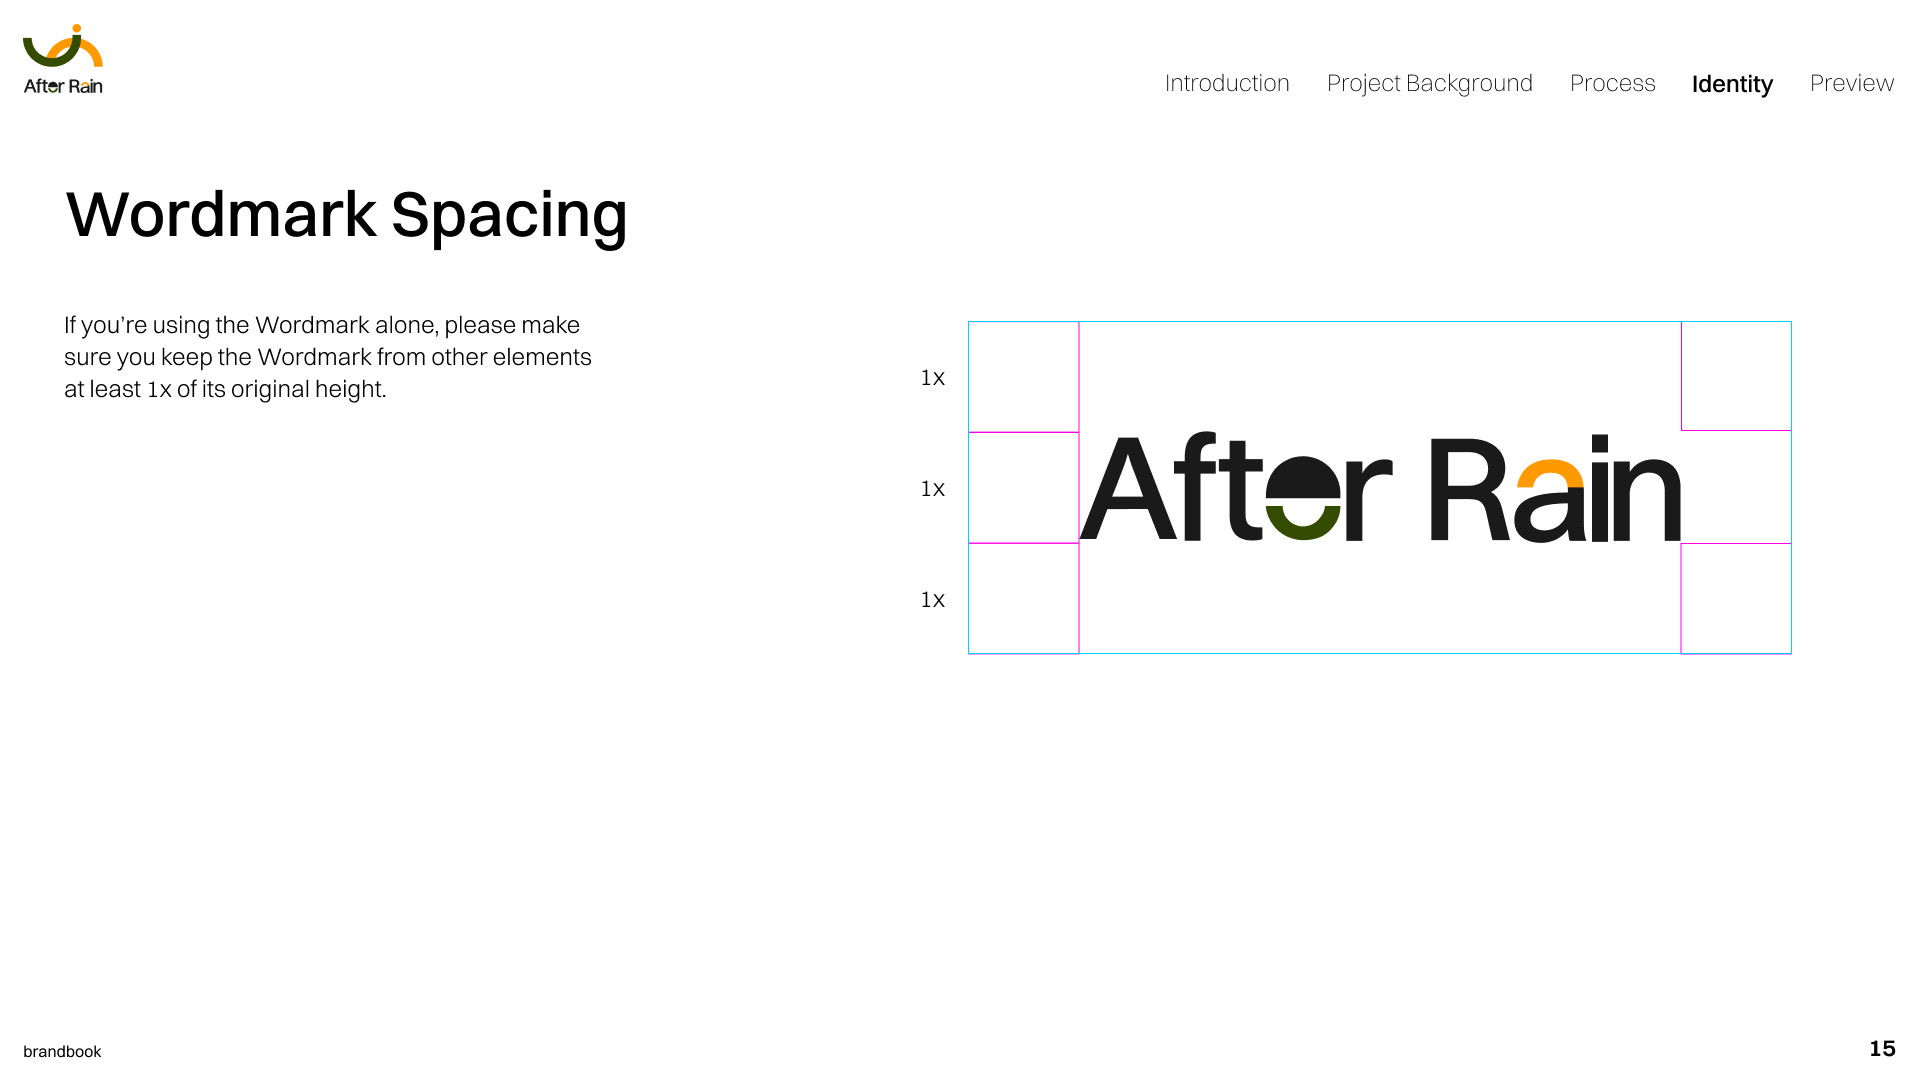 After Rain
Introduction Project Background Process Identity Preview
Wordmark Spacing
If you’re using the Wordmark alone, please make
sure you keep the Wordmark from other elements
at least 1x of its original height.
1x
1x
1x
After Rain
brandbook
15